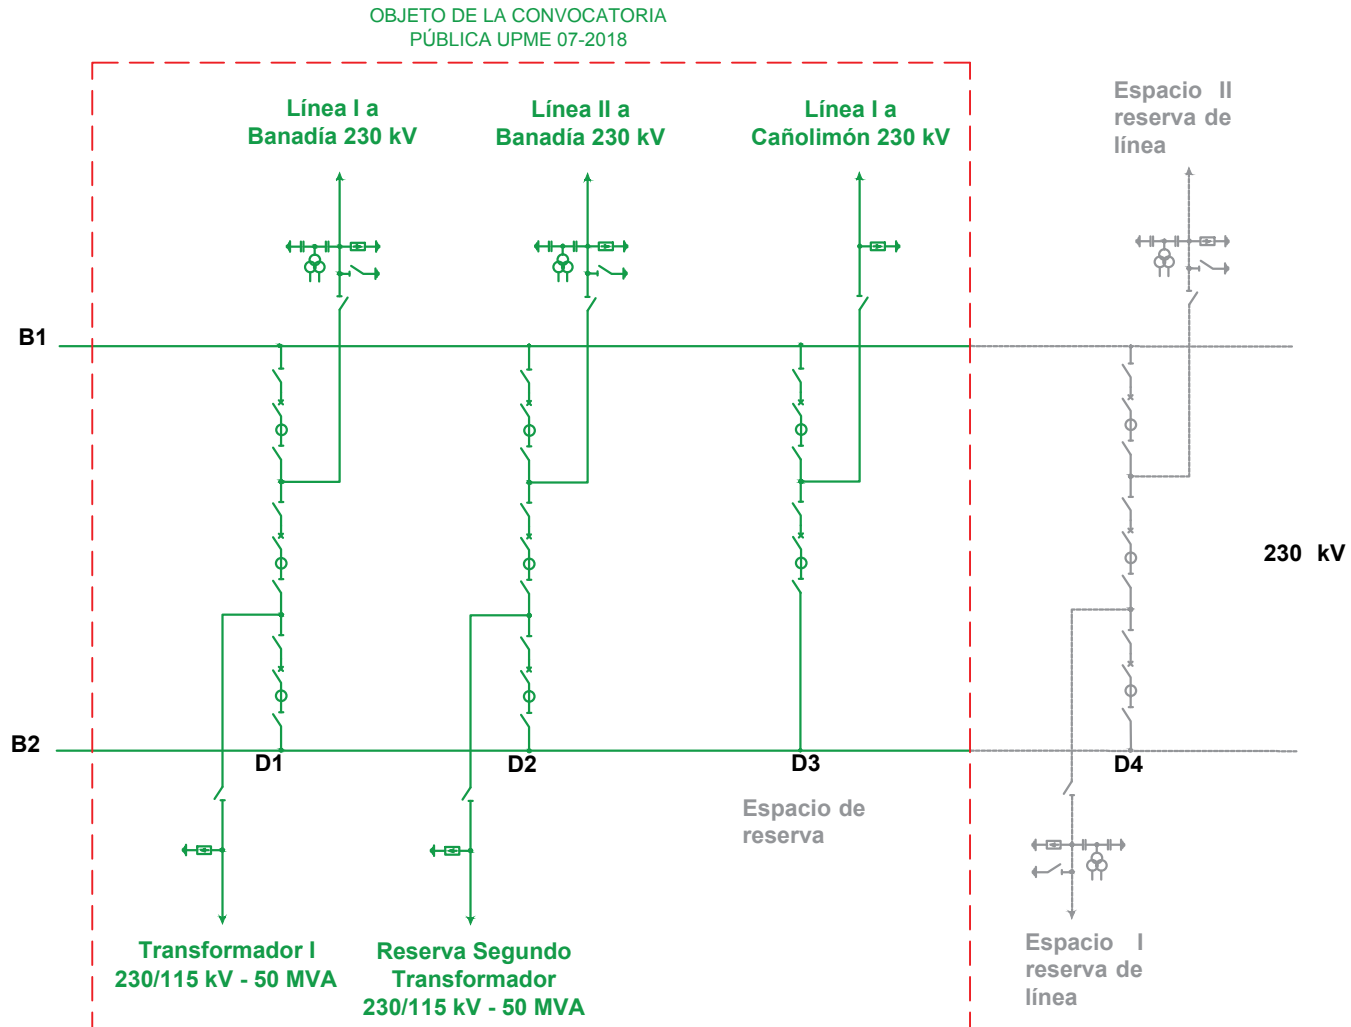 OBJETO DE LA CONVOCATORIA
PÚBLICA UPME 07-2018
Línea I a
Banadía 230 kV
Línea II a
Banadía 230 kV
Línea I a
Cañolimón 230 kV
Espacio II
reserva de
línea
B1
230 kV
B2
D1
D2
D3
D4
Espacio de
reserva
Transformador I
230/115 kV - 50 MVA
Reserva Segundo
Transformador
230/115 kV - 50 MVA
Espacio I
reserva de
línea